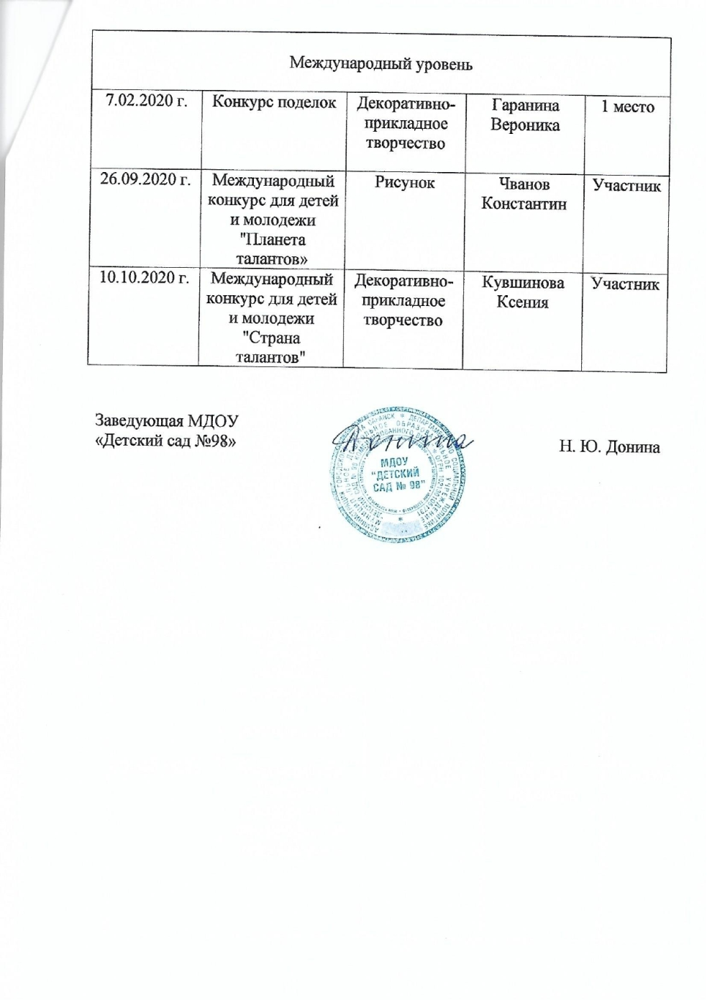 Международный уровень
7.02.2020 г.
Конкурс поделок
Декоративно-
прикладное
творчество
Гаранина
Вероника
1 место
26.09.2020 г.
Международный
конкурс для детей
и молодежи
"Планета
талантов»
Рисунок
Чванов
Константин
Участник
10.10.2020 г.
Международный
конкурс для детей
и молодежи
"Страна
талантов"
Декоративно-
прикладное
творчество
Кувшинова
Ксения
Участник
Заведующая МДОУ
«Детский сад №98»
Донина
МДОУ
"ДЕТСКИЙ
САД № 98"
Н. Ю. Донина